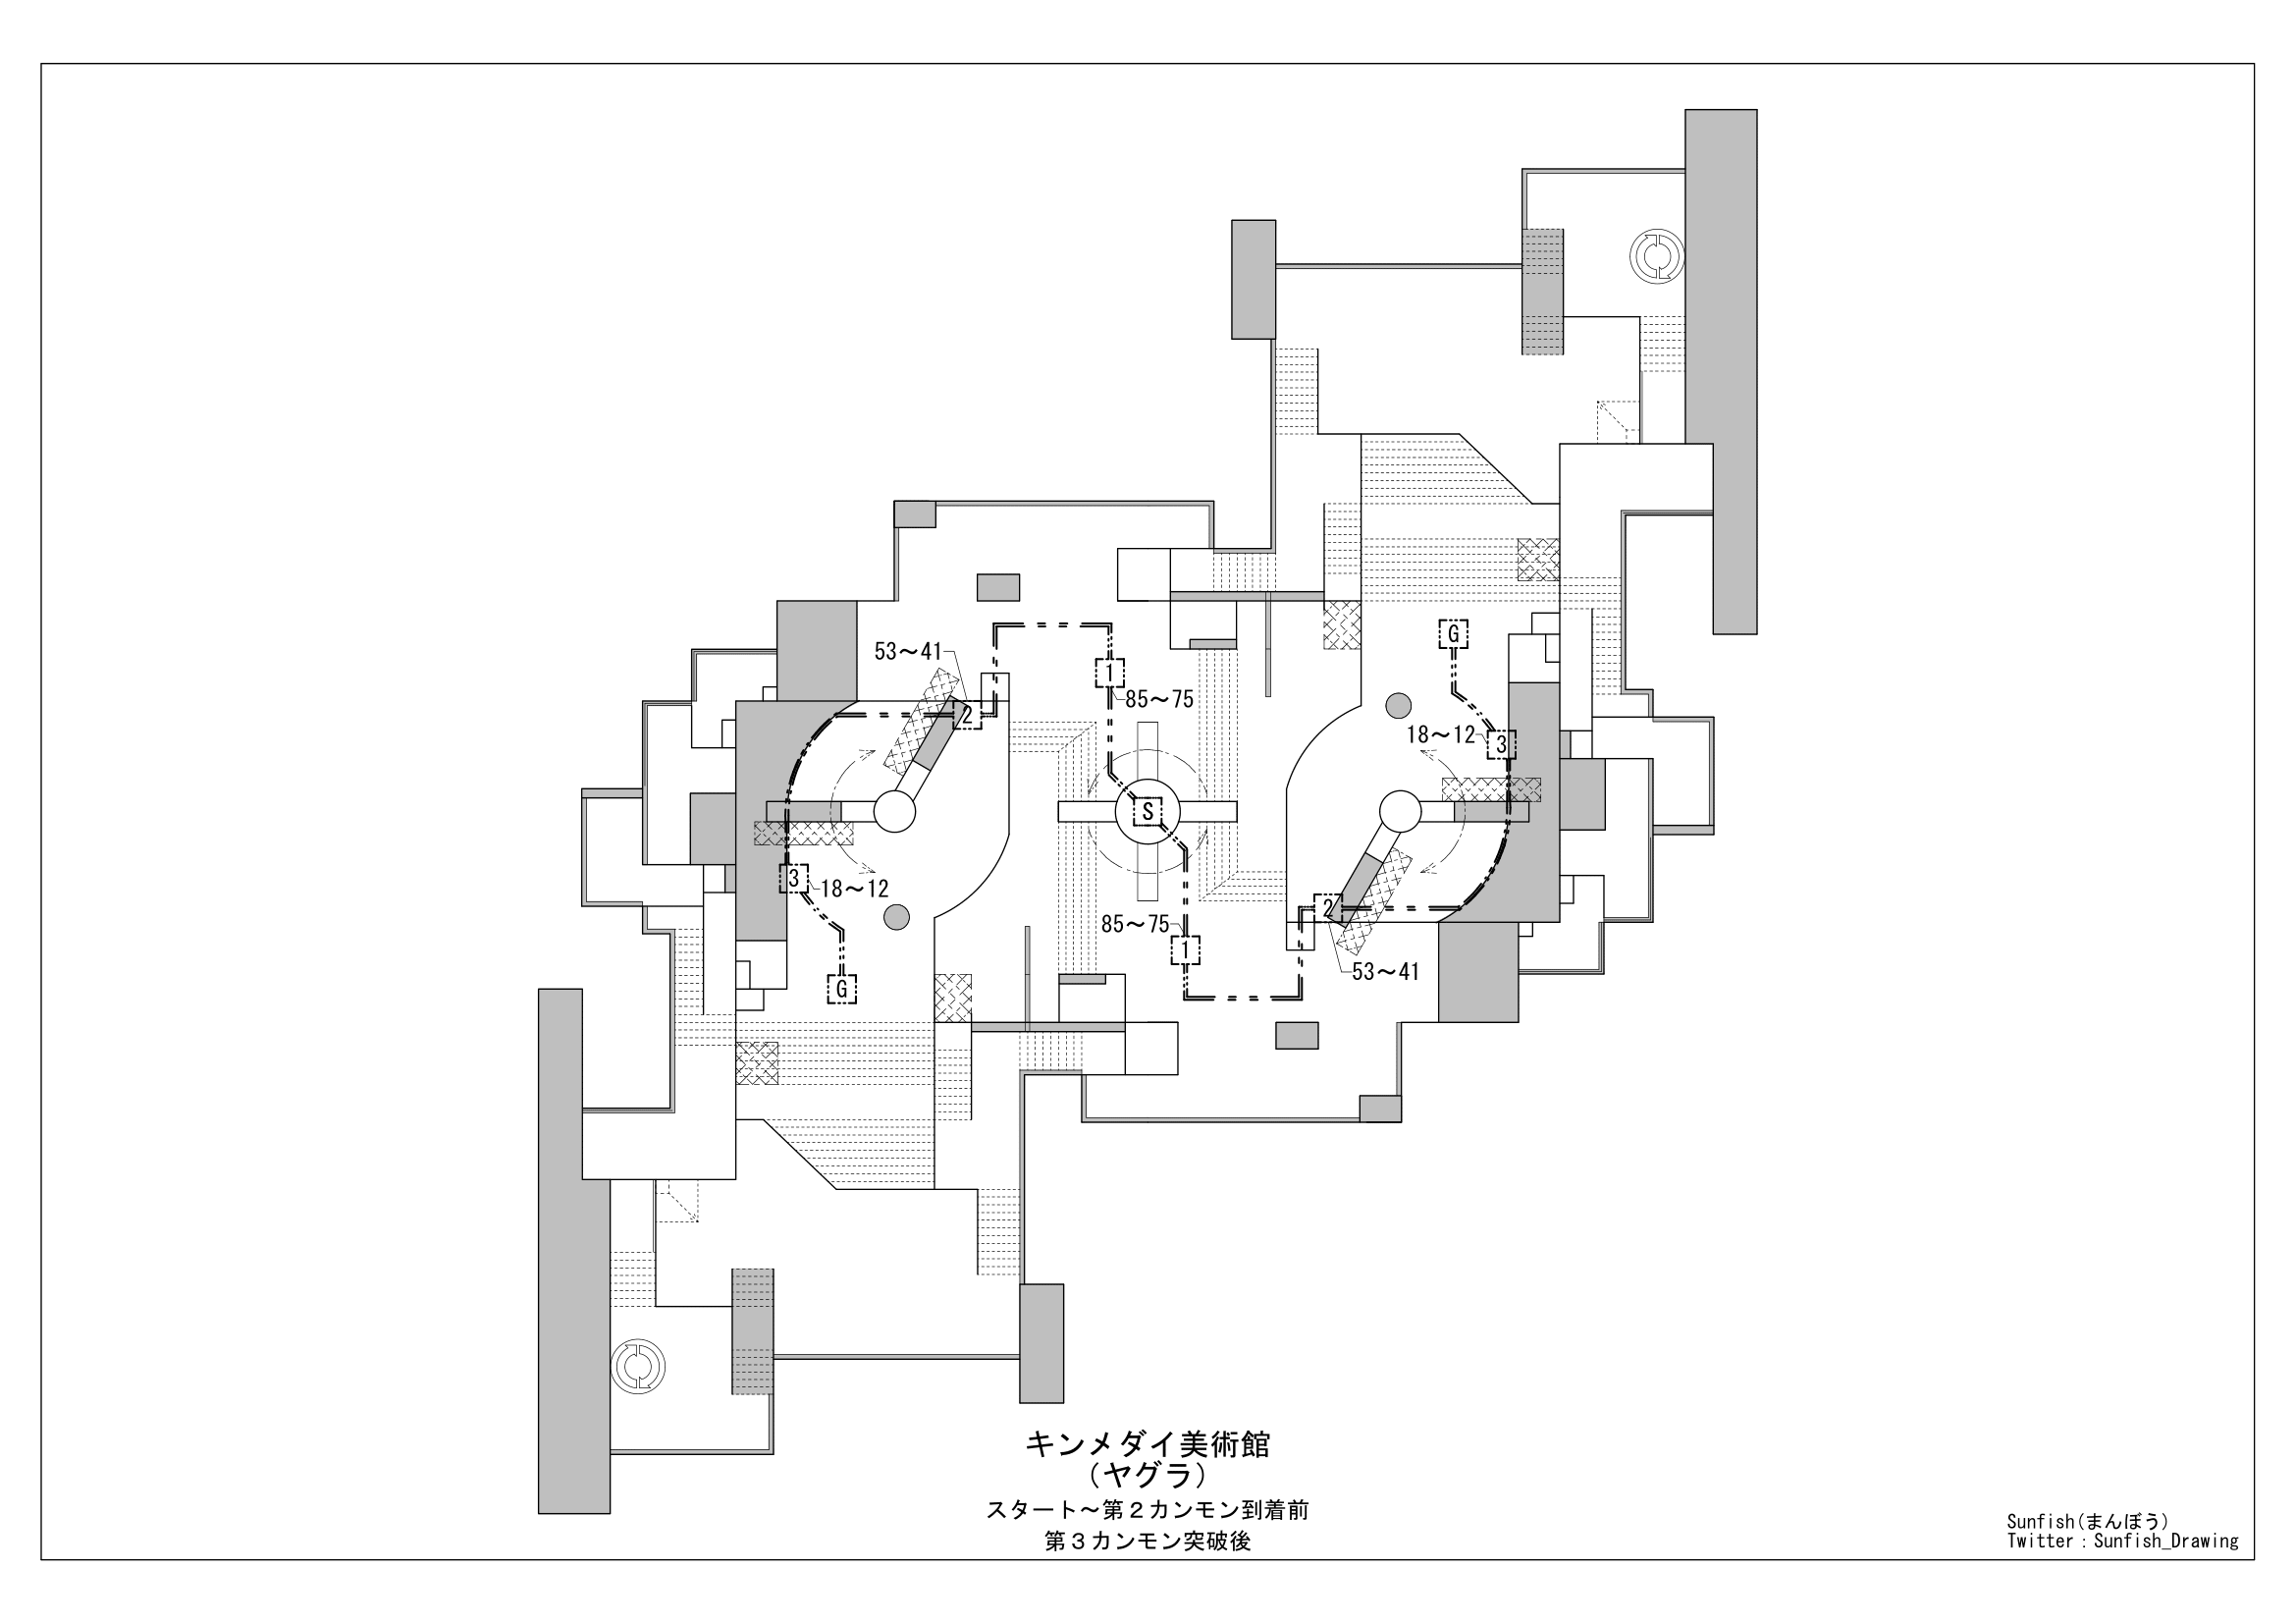 G
53～41
1
85～75
2
18～12
3
S
3
18～12
2
85～75
1
53～41
G
キンメダイ美術館
(ヤグラ)
スタート～第2カンモン到着前
第3カンモン突破後
Sunfish(まんぼう)
Twitter：Sunfish_Drawing